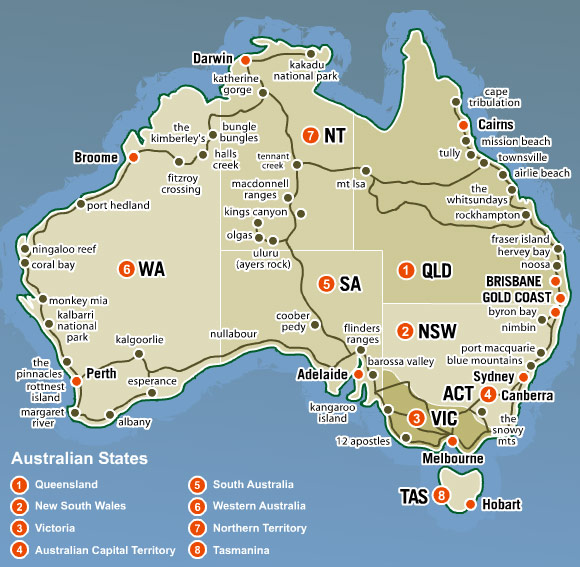 Darwin
kakadu
national park
katherine
gorge
cape
tribulation
Cairns
the
kimberley's
bungle
bungles
7 NT
mission beach
Broome
halls
creek
tennant
creek
tully
townsville
fitzroy
crossing
mt Isa
airlie beach
macdonnell
ranges
the
whitsundays
port hedland
kings canyon
rockhampton
olgas
fraser island
ningaloo reef
uluru
(ayers rock)
hervey bay
coral bay
6 WA
1 QLD
noosa
5 SA
BRISBANE
monkey mia
GOLD COAST
kalbarri
national
park
coober
pedy
byron bay
nimbin
nullabour
flinders
ranges
2 NSW
kalgoorlie
port macquarie
the
pinnacles
barossa valley
blue mountains
Perth
Adelaide
Sydney
rottnest
island
esperance
ACT 4 Canberra
margaret
river
albany
kangaroo
island
3 VIC
the
snowy
mts
12 apostles
Melbourne
TAS 8
Hobart
Australian States
1 Queensland
2 New South Wales
3 Victoria
4 Australian Capital Territory
5 South Australia
6 Western Australia
7 Northern Territory
8 Tasmanina